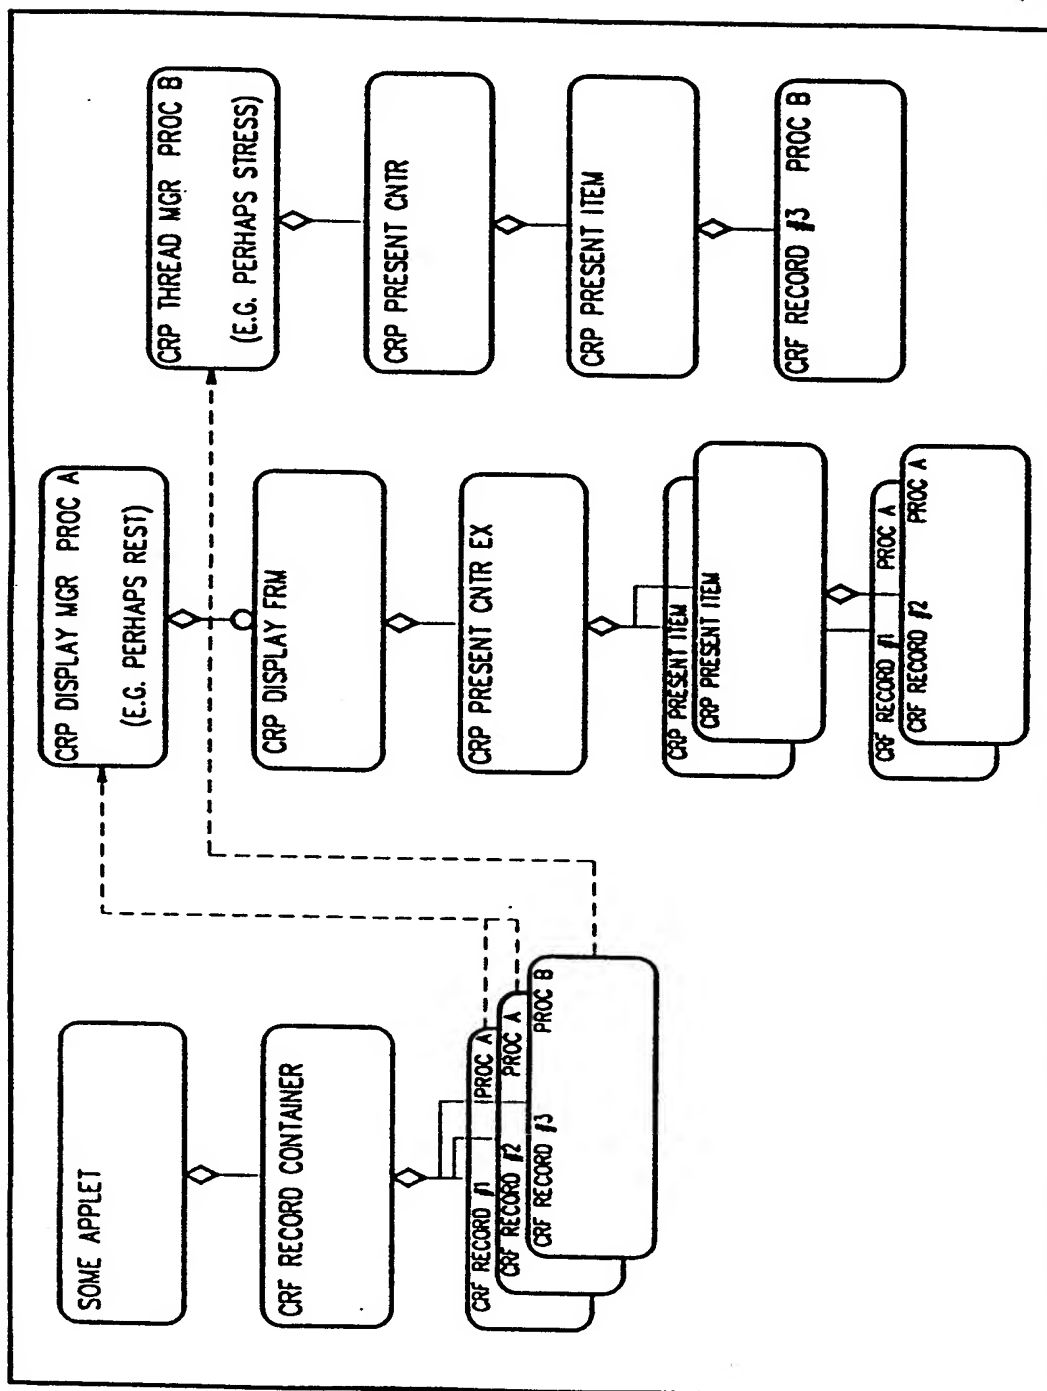 SOME APPLET
CRF RECORD CONTAINER
CRF RECORD #1 PROC A
CRF RECORD #2 PROC A
CRF RECORD #3 PROC B
CRP DISPLAY MGR PROC A
(E.G. PERHAPS REST)
CRP DISPLAY FRM
CRP PRESENT CNTR EX
CRP PRESENT ITEM
CRP PRESENT ITEM
CRF RECORD #1 PROC A
CRF RECORD #2 PROC A
CRP THREAD MGR PROC B
(E.G. PERHAPS STRESS)
CRP PRESENT CNTR
CRP PRESENT ITEM
CRF RECORD #3 PROC B